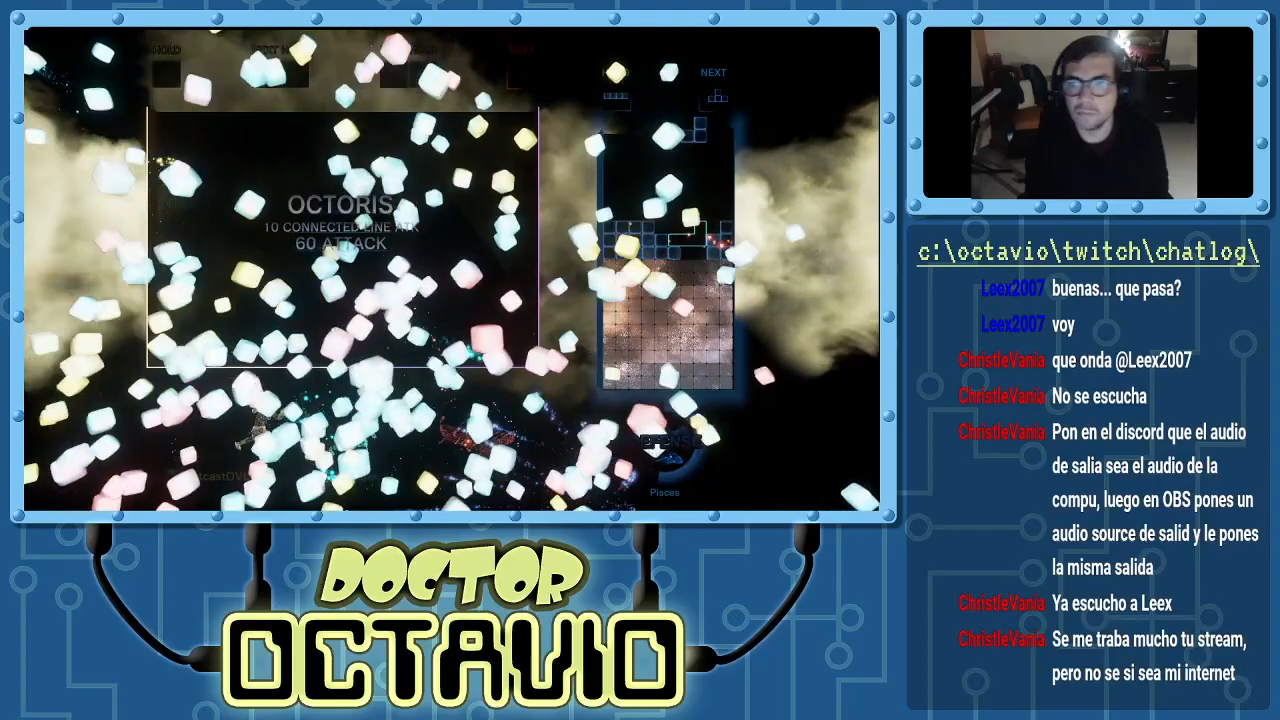 HOLD
NEXT
NEXT
OCTORIS
10 CONNECTED LINE ATK
60 ATTACK
Pisces
c:\octavio\twitch\chatlog\
Leex2007 buenas... que pasa?
Leex2007 voy
ChristleVania que onda @Leex2007
ChristleVania No se escucha
ChristleVania Pon en el discord que el audio
de salia sea el audio de la
compu, luego en OBS pones un
audio source de salid y le pones
la misma salida
ChristleVania Ya escucho a Leex
ChristleVania Se me traba mucho tu stream,
pero no se si sea mi internet
DOCTOR
OCTAVIO